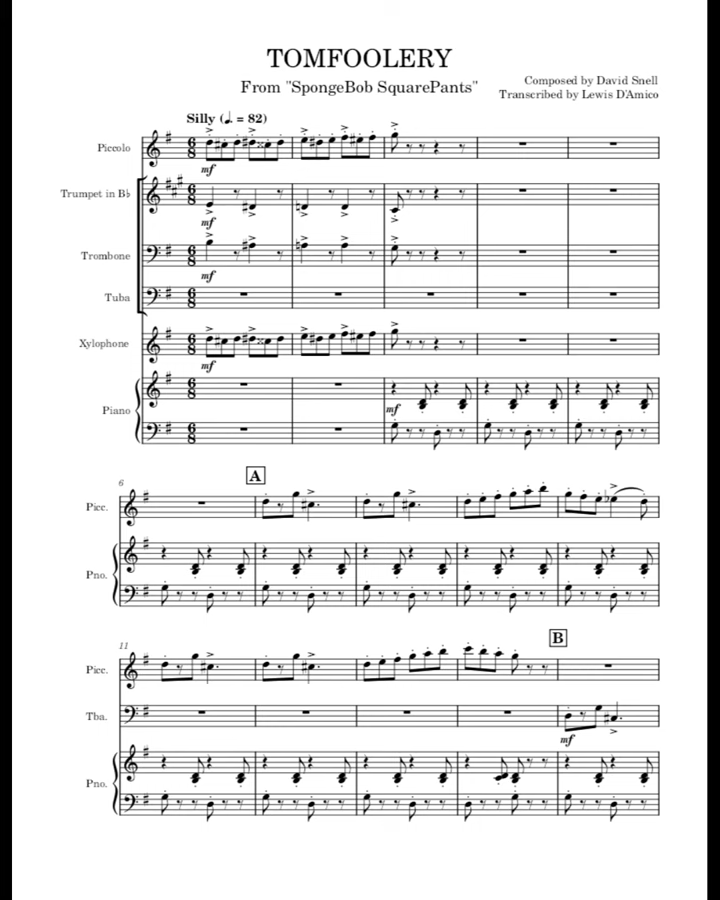 TOMFOOLERY
From "SpongeBob SquarePants"
Composed by David Snell
Transcribed by Lewis D'Amico
Silly (♩. = 82)
Piccolo
mf
Trumpet in B♭
mf
Trombone
mf
Tuba
Xylophone
mf
Piano
mf
6
A
Picc.
Pno.
11
B
Picc.
Tba.
mf
Pno.